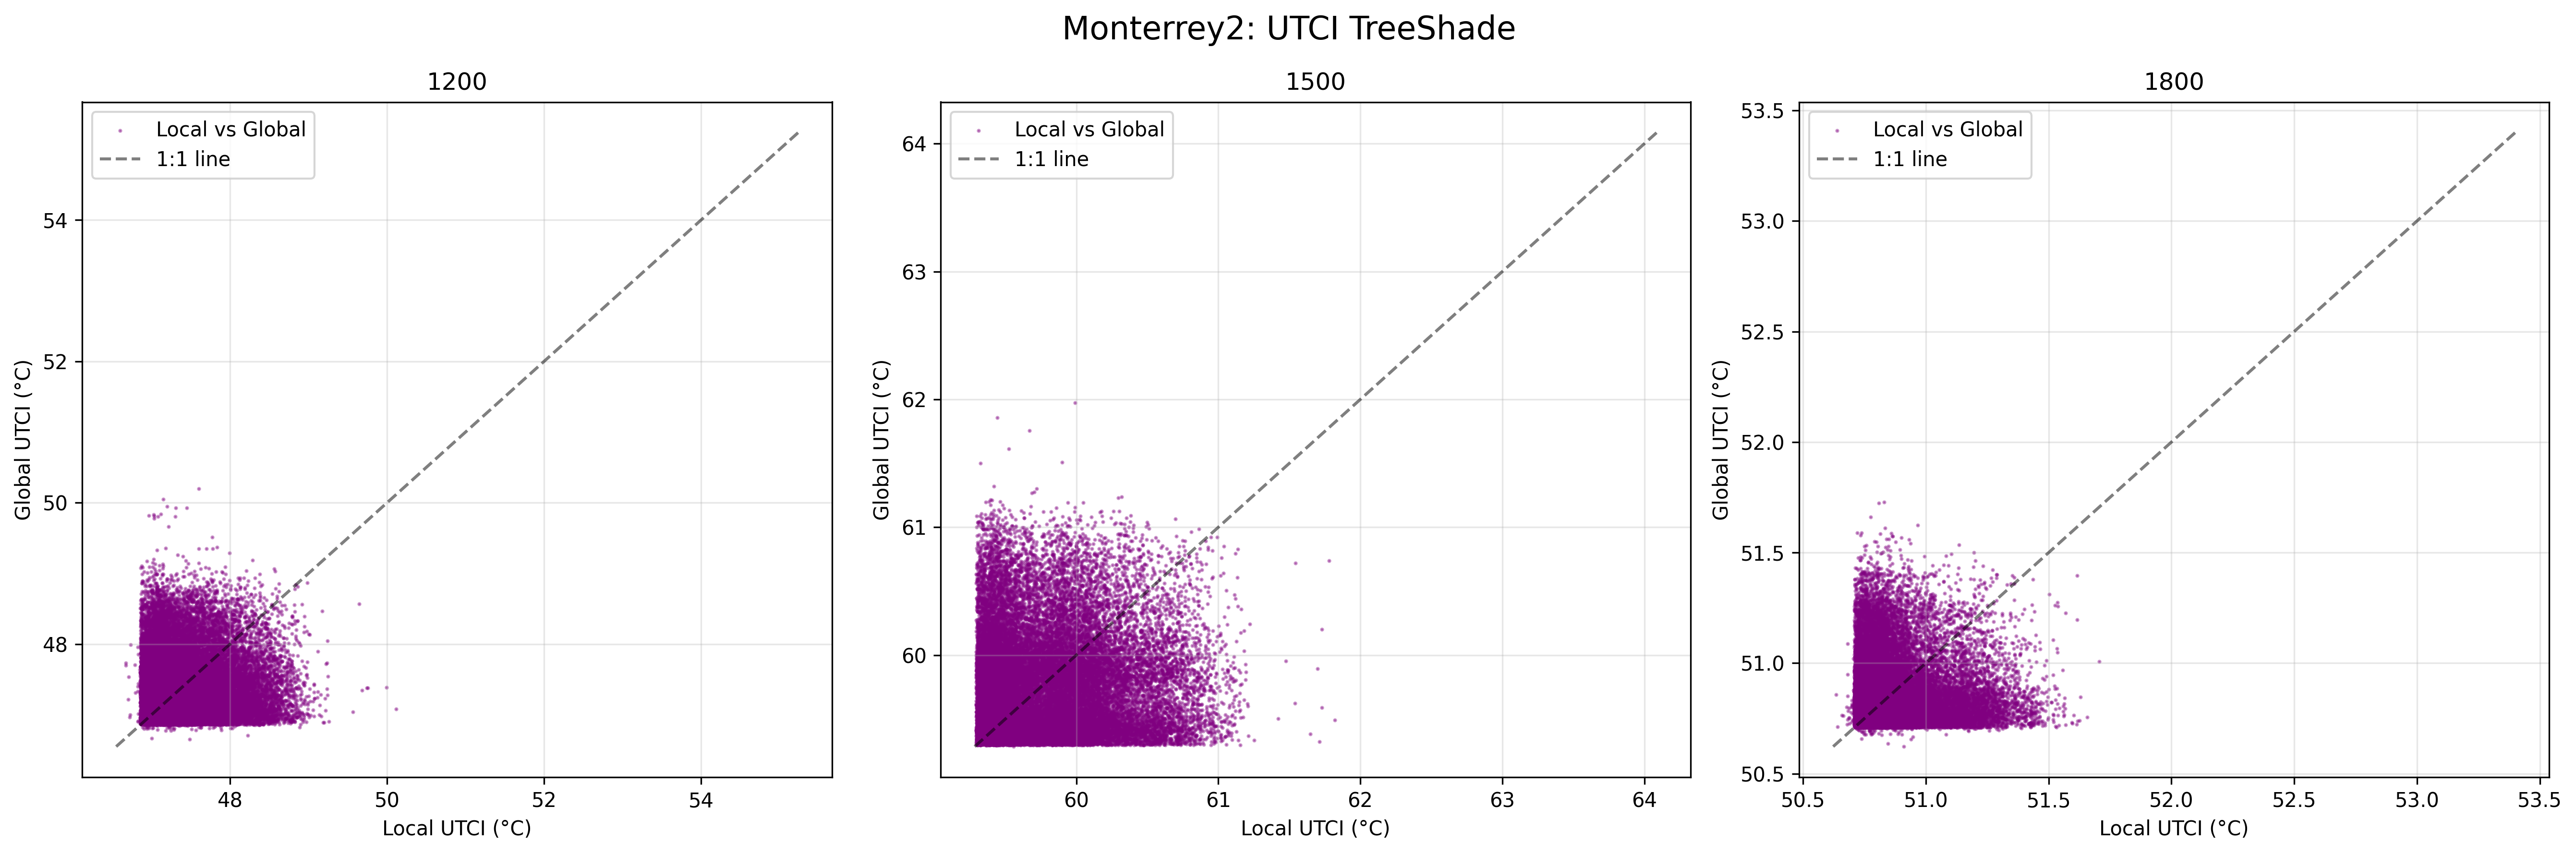 Monterrey2: UTCI TreeShade
1200
Local vs Global
1:1 line
54
52
50
48
Global UTCI (°C)
48 50 52 54
Local UTCI (°C)
1500
Local vs Global
1:1 line
64
63
62
61
60
Global UTCI (°C)
60 61 62 63 64
Local UTCI (°C)
1800
Local vs Global
1:1 line
53.5
53.0
52.5
52.0
51.5
51.0
50.5
Global UTCI (°C)
50.5 51.0 51.5 52.0 52.5 53.0 53.5
Local UTCI (°C)